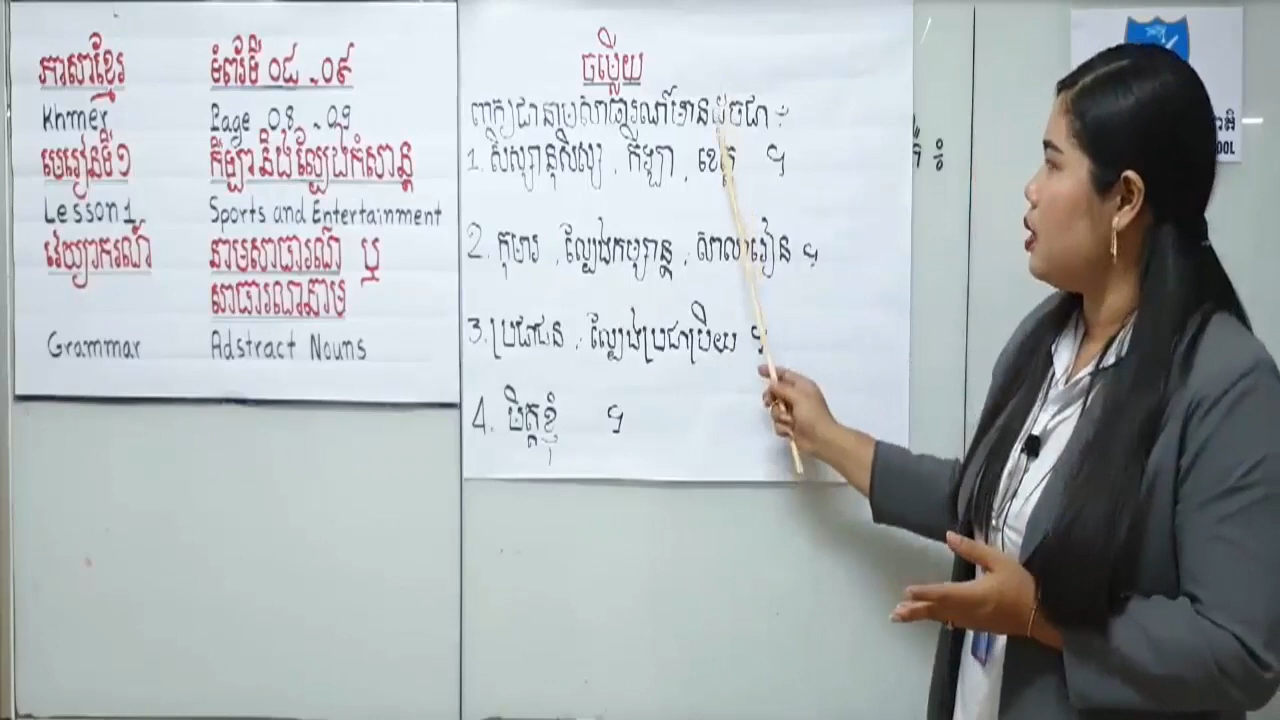 ភាសាខ្មែរ ទំព័រទី ០៨ _ ០៩
Khmer Page 08 _ 09
មេរៀនទី១ កីឡានិងល្បែងកំសាន្ត
Lesson 1 Sports and Entertainment
វេយ្យាករណ៍ នាមសាធារណ៍ ឬ
សាធារណនាម
Grammar Adstract Nouns
ចម្លើយ
ពាក្យជានាមសាធារណ៍មានដូចជា ៖
1. សិស្សានុសិស្ស , កីឡា , ខេត្ត ។
2. កុមារ , ល្បែងកម្សាន្ត , សាលារៀន ។
3. ប្រជាជន , ល្បែងប្រជាប្រិយ ។
4. មិត្តខ្ញុំ ។